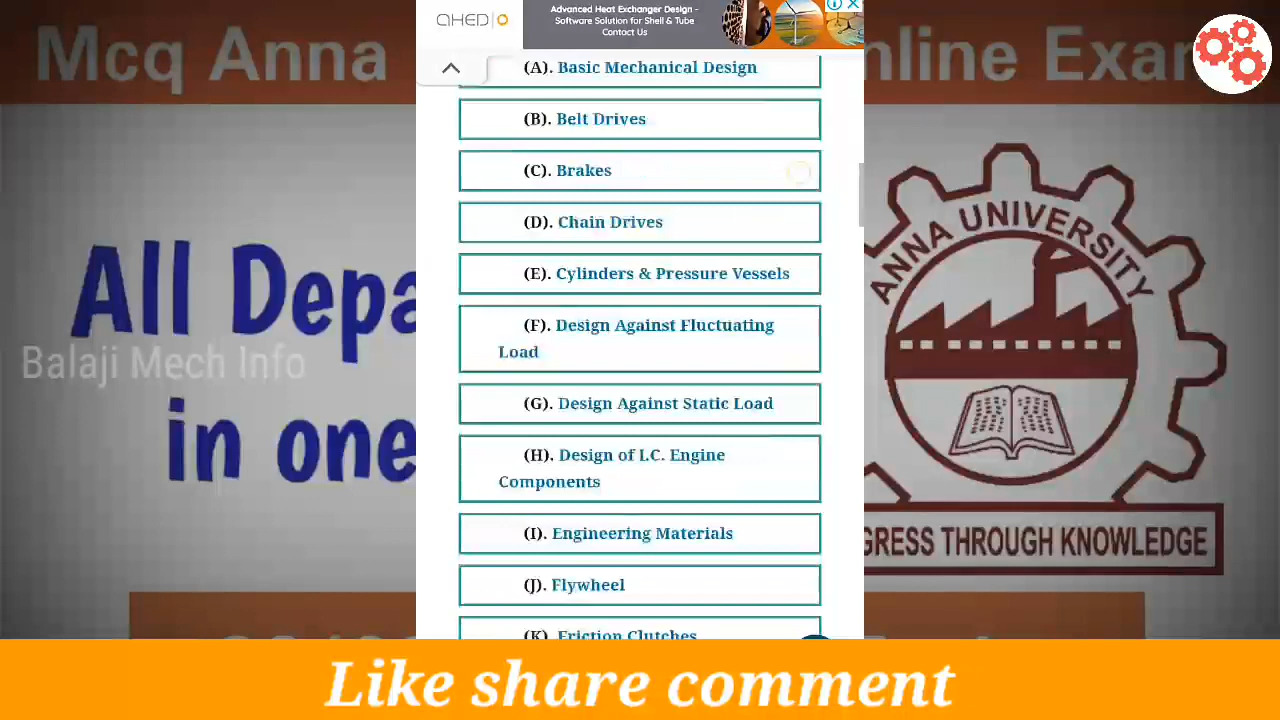 Mcq Anna
nline Exam
QHED
Advanced Heat Exchanger Design -
Software Solution for Shell & Tube
Contact Us
(A). Basic Mechanical Design
(B). Belt Drives
(C). Brakes
(D). Chain Drives
(E). Cylinders & Pressure Vessels
(F). Design Against Fluctuating
Load
(G). Design Against Static Load
(H). Design of I.C. Engine
Components
(I). Engineering Materials
(J). Flywheel
(K). Friction Clutches
All Depa
Balaji Mech Info
in one
ANNA UNIVERSITY
GRESS THROUGH KNOWLEDGE
Like share comment